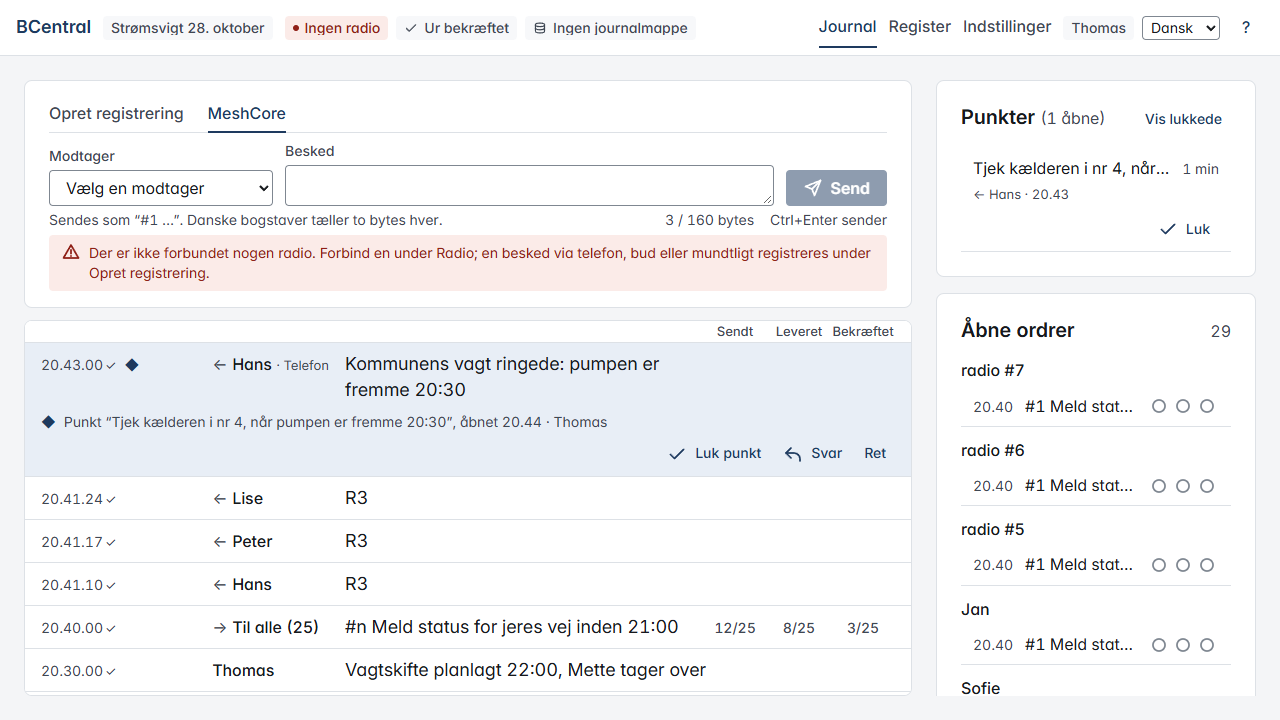 BCentral
Strømsvigt 28. oktober
Ingen radio
Ur bekræftet
Ingen journalmappe
Journal
Register
Indstillinger
Thomas
Dansk
?
Opret registrering
MeshCore
Modtager
Besked
Vælg en modtager
Send
Sendes som “#1 …”. Danske bogstaver tæller to bytes hver.
3 / 160 bytes
Ctrl+Enter sender
Der er ikke forbundet nogen radio. Forbind en under Radio; en besked via telefon, bud eller mundtligt registreres under
Opret registrering.
Sendt Leveret Bekræftet
20.43.00 ← Hans · Telefon Kommunens vagt ringede: pumpen er
fremme 20:30
Punkt “Tjek kælderen i nr 4, når pumpen er fremme 20:30”, åbnet 20.44 · Thomas
Luk punkt Svar Ret
20.41.24 ← Lise R3
20.41.17 ← Peter R3
20.41.10 ← Hans R3
20.40.00 → Til alle (25) #n Meld status for jeres vej inden 21:00 12/25 8/25 3/25
20.30.00 Thomas Vagtskifte planlagt 22:00, Mette tager over
Punkter (1 åbne)
Vis lukkede
Tjek kælderen i nr 4, når… 1 min
← Hans · 20.43
Luk
Åbne ordrer 29
radio #7
20.40 #1 Meld stat…
radio #6
20.40 #1 Meld stat…
radio #5
20.40 #1 Meld stat…
Jan
20.40 #1 Meld stat…
Sofie